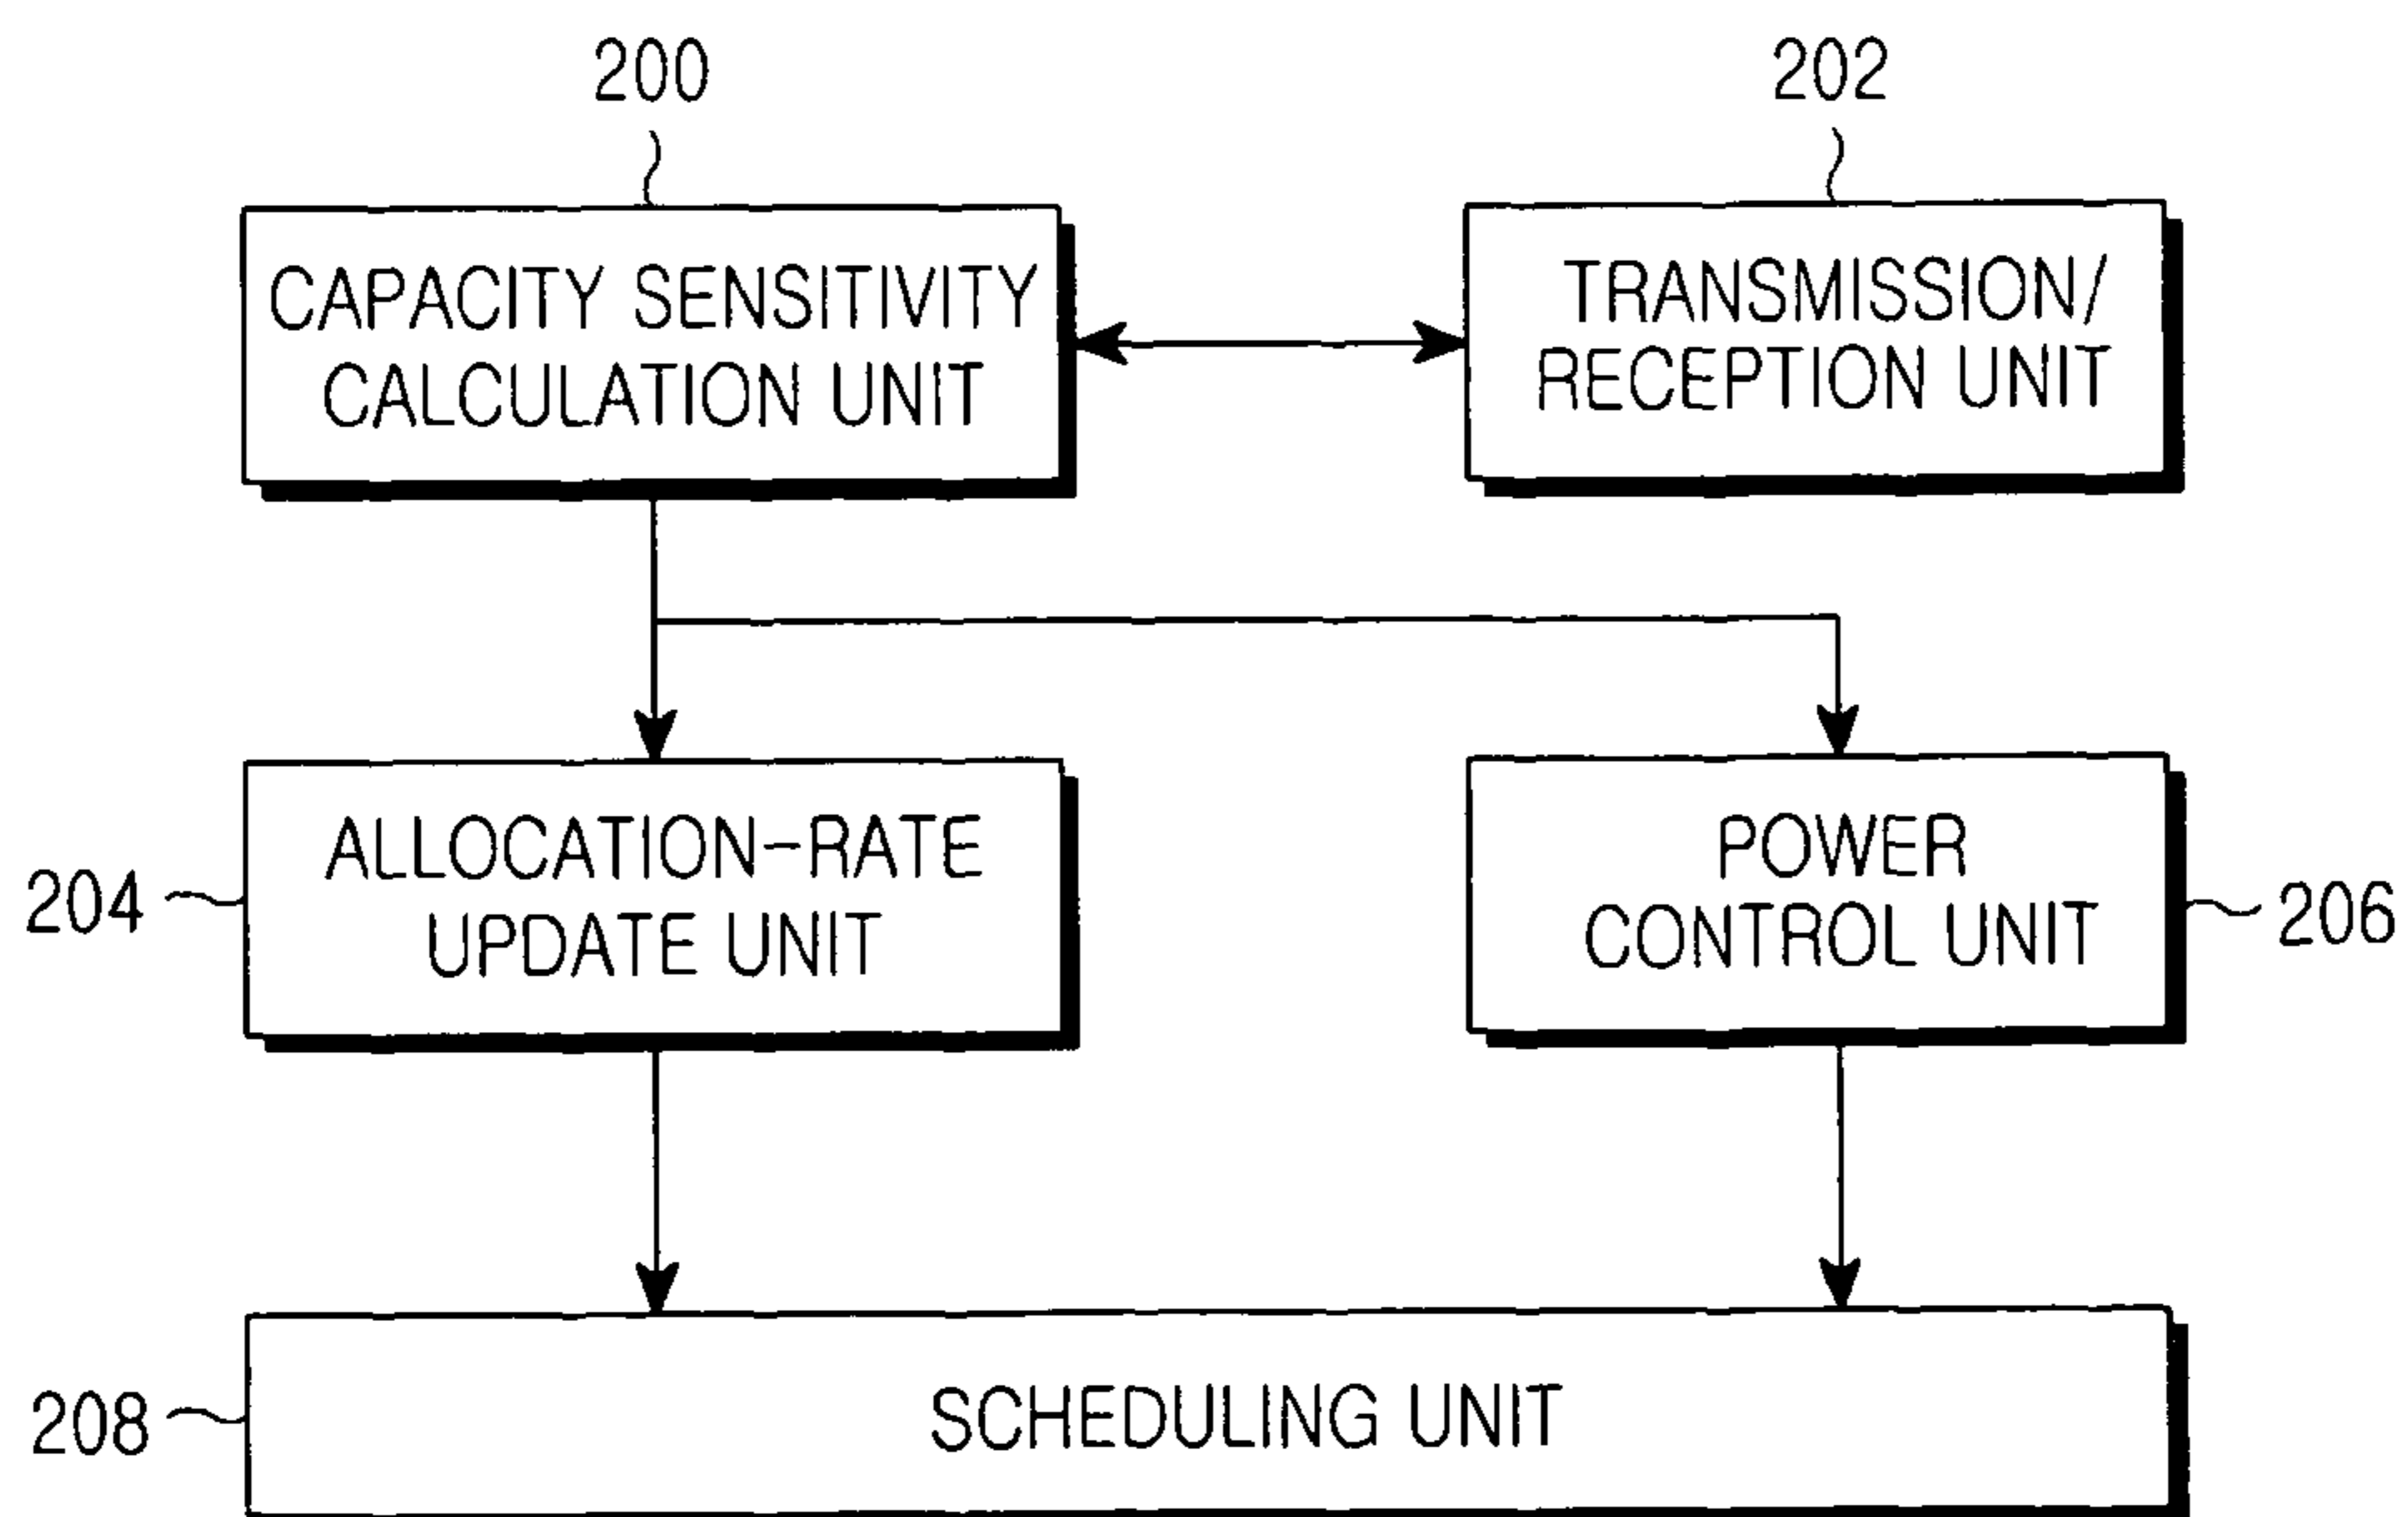 200
202
CAPACITY SENSITIVITY
CALCULATION UNIT
TRANSMISSION/
RECEPTION UNIT
204
ALLOCATION-RATE
UPDATE UNIT
POWER
CONTROL UNIT
206
208
SCHEDULING UNIT